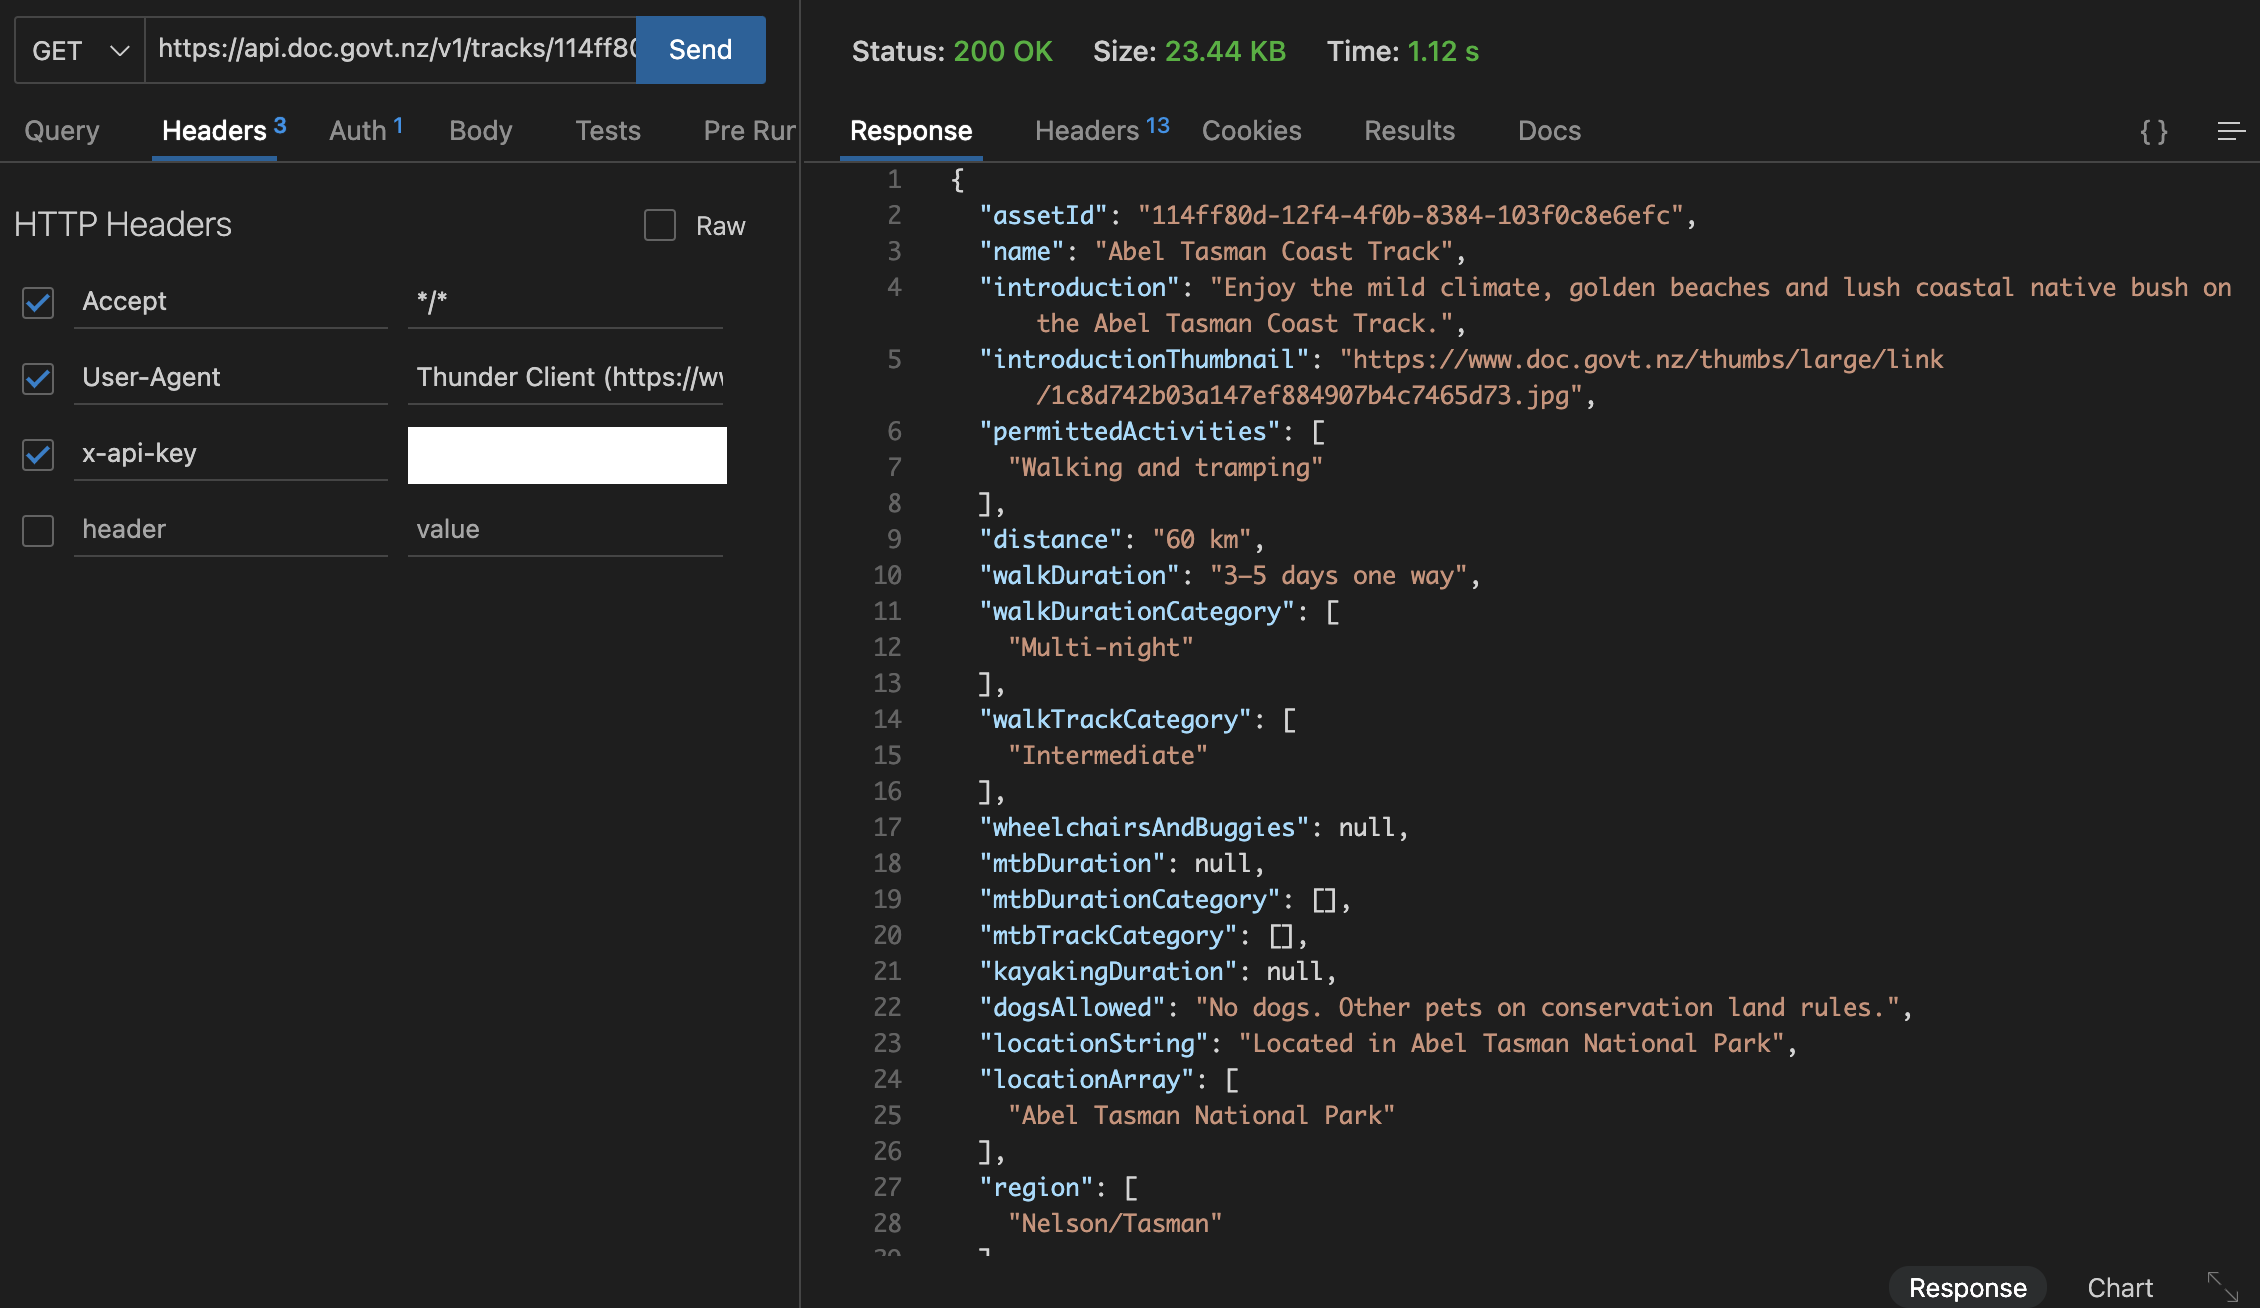 GET
https://api.doc.govt.nz/v1/tracks/114ff80
Send
Query
Headers 3
Auth 1
Body
Tests
Pre Run
HTTP Headers
Raw
Accept
*/*
User-Agent
Thunder Client (https://w
x-api-key
header
value
Status: 200 OK
Size: 23.44 KB
Time: 1.12 s
Response
Headers 13
Cookies
Results
Docs
{}
1 {
2 "assetId": "114ff80d-12f4-4f0b-8384-103f0c8e6efc",
3 "name": "Abel Tasman Coast Track",
4 "introduction": "Enjoy the mild climate, golden beaches and lush coastal native bush on
the Abel Tasman Coast Track.",
5 "introductionThumbnail": "https://www.doc.govt.nz/thumbs/large/link
/1c8d742b03a147ef884907b4c7465d73.jpg",
6 "permittedActivities": [
7 "Walking and tramping"
8 ],
9 "distance": "60 km",
10 "walkDuration": "3–5 days one way",
11 "walkDurationCategory": [
12 "Multi-night"
13 ],
14 "walkTrackCategory": [
15 "Intermediate"
16 ],
17 "wheelchairsAndBuggies": null,
18 "mtbDuration": null,
19 "mtbDurationCategory": [],
20 "mtbTrackCategory": [],
21 "kayakingDuration": null,
22 "dogsAllowed": "No dogs. Other pets on conservation land rules.",
23 "locationString": "Located in Abel Tasman National Park",
24 "locationArray": [
25 "Abel Tasman National Park"
26 ],
27 "region": [
28 "Nelson/Tasman"
29 ]
Response
Chart